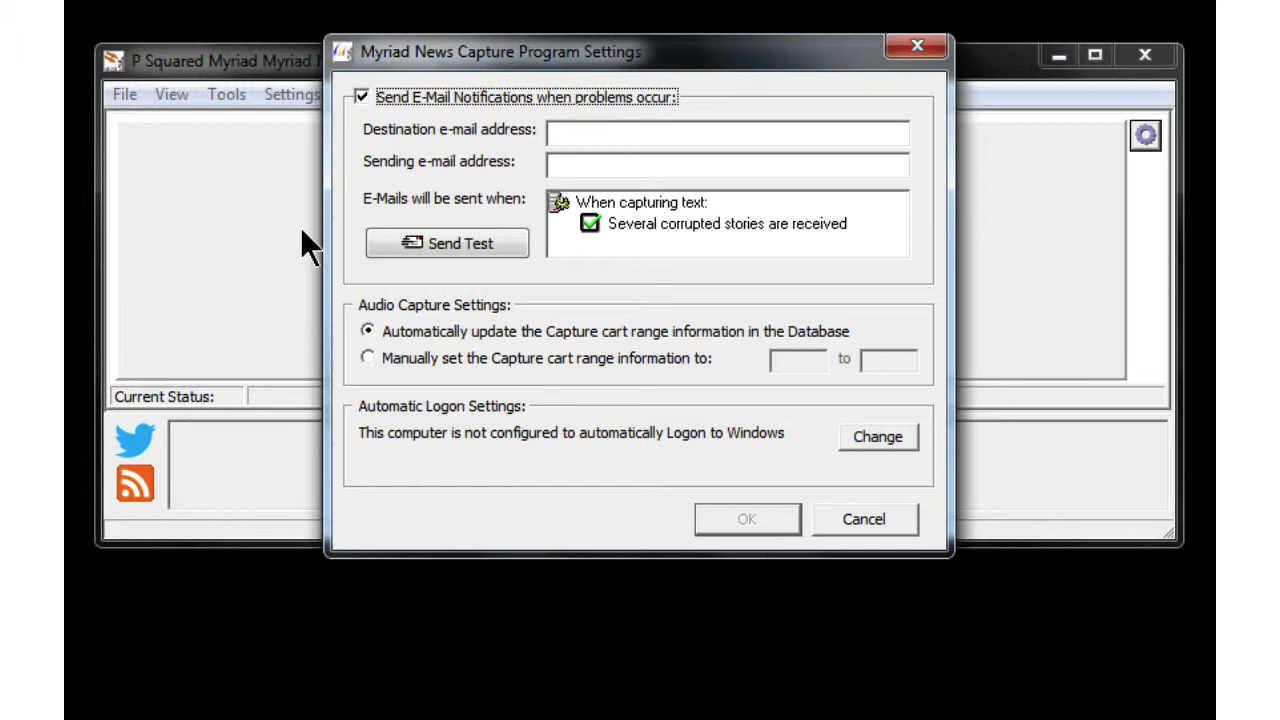 P Squared Myriad Myriad
Myriad News Capture Program Settings
File View Tools Settings
Send E-Mail Notifications when problems occur:
Destination e-mail address:
Sending e-mail address:
E-Mails will be sent when:
When capturing text:
Several corrupted stories are received
Send Test
Audio Capture Settings:
Automatically update the Capture cart range information in the Database
Manually set the Capture cart range information to:
to
Automatic Logon Settings:
This computer is not configured to automatically Logon to Windows
Change
Current Status:
OK
Cancel